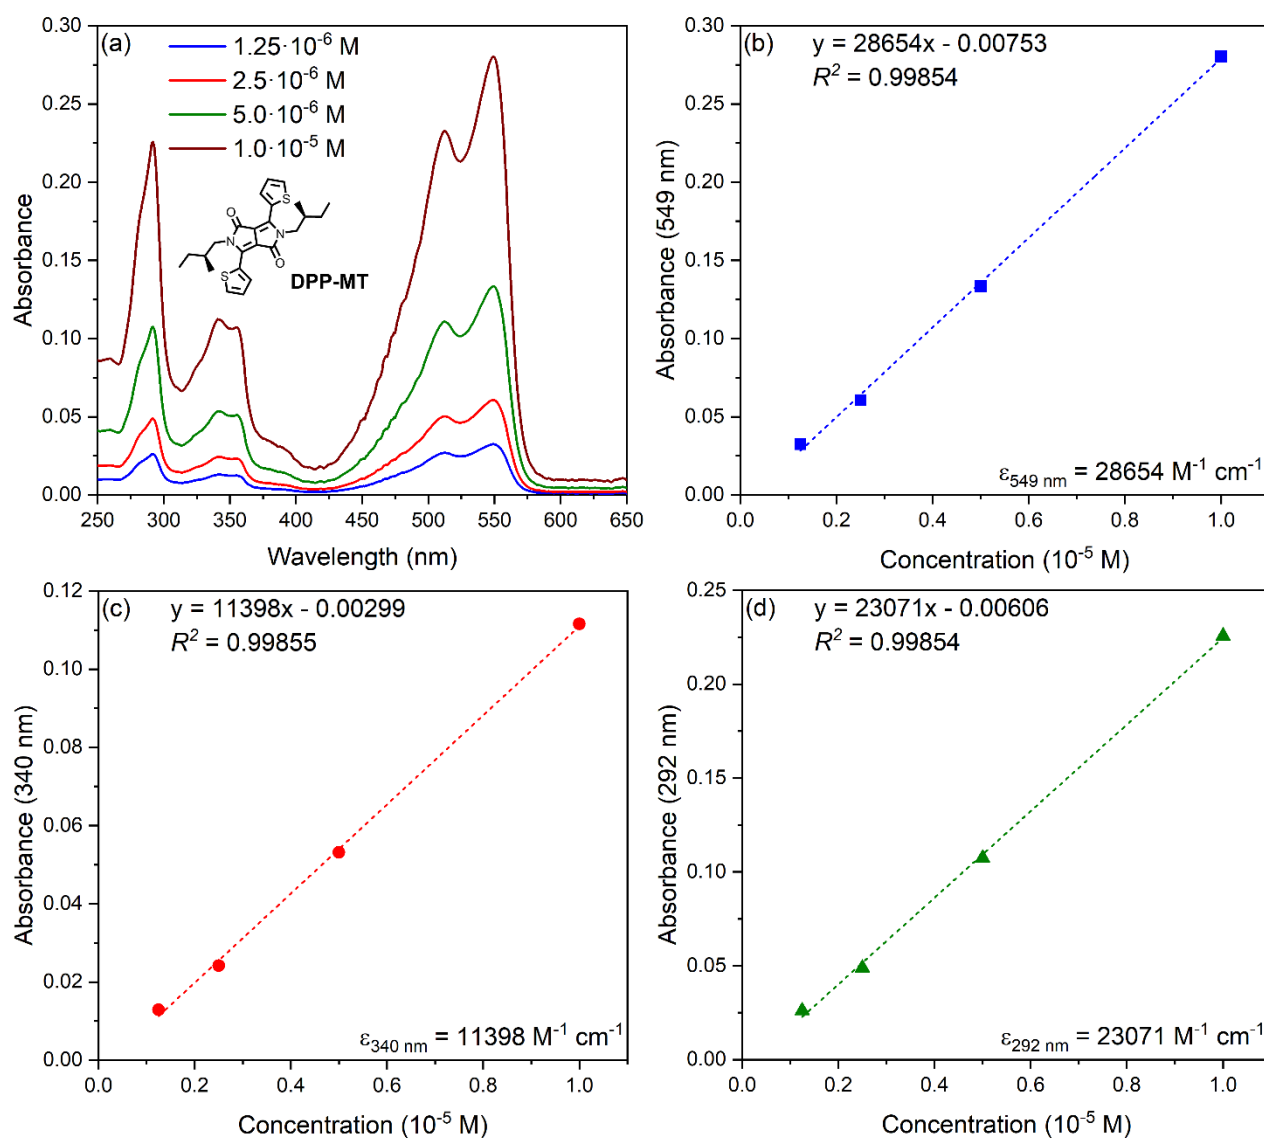 (a)
1.25·10⁻⁶ M
2.5·10⁻⁶ M
5.0·10⁻⁶ M
1.0·10⁻⁵ M
O
S
N
N
O
S
DPP-MT
0.30
0.25
0.20
0.15
0.10
0.05
0.00
Absorbance
250 300 350 400 450 500 550 600 650
Wavelength (nm)
(b)
y = 28654x - 0.00753
R² = 0.99854
0.30
0.25
0.20
0.15
0.10
0.05
0.00
Absorbance (549 nm)
ε549 nm = 28654 M⁻¹ cm⁻¹
0.0 0.2 0.4 0.6 0.8 1.0
Concentration (10⁻⁵ M)
(c)
y = 11398x - 0.00299
R² = 0.99855
0.12
0.10
0.08
0.06
0.04
0.02
0.00
Absorbance (340 nm)
ε340 nm = 11398 M⁻¹ cm⁻¹
0.0 0.2 0.4 0.6 0.8 1.0
Concentration (10⁻⁵ M)
(d)
y = 23071x - 0.00606
R² = 0.99854
0.25
0.20
0.15
0.10
0.05
0.00
Absorbance (292 nm)
ε292 nm = 23071 M⁻¹ cm⁻¹
0.0 0.2 0.4 0.6 0.8 1.0
Concentration (10⁻⁵ M)